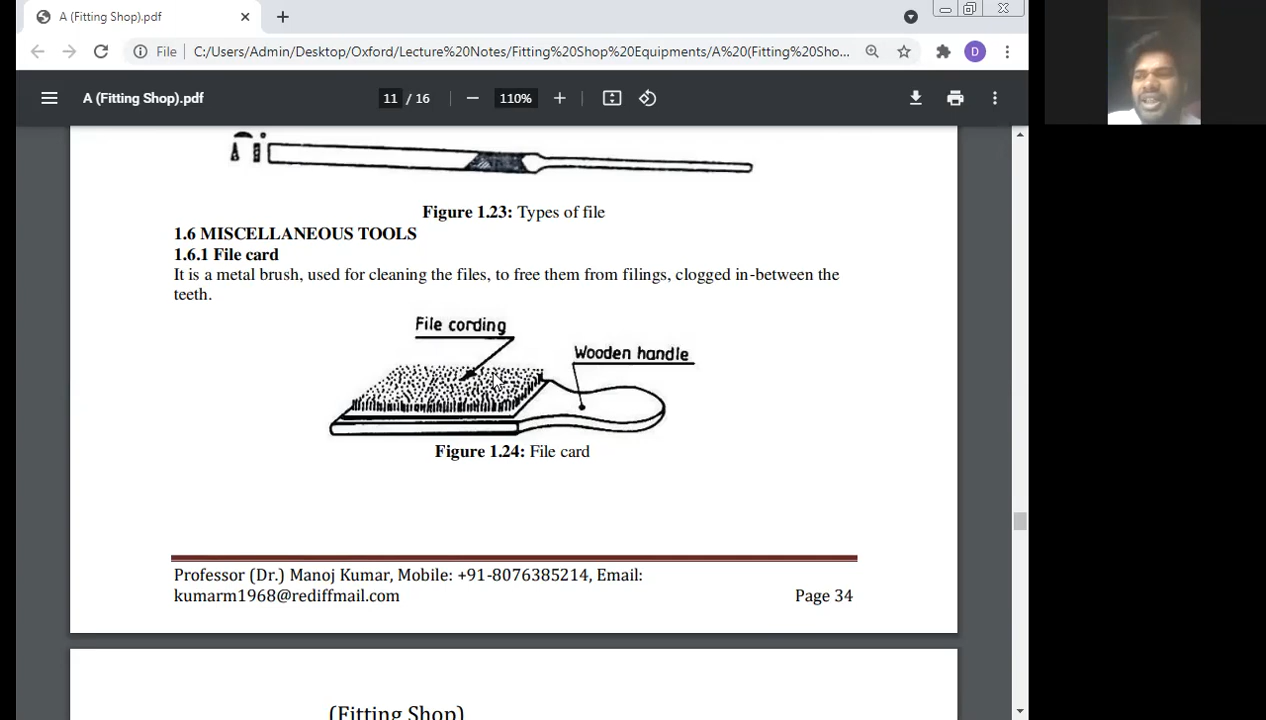 A (Fitting Shop).pdf
File
C:/Users/Admin/Desktop/Oxford/Lecture%20Notes/Fitting%20Shop%20Equipments/A%20(Fitting%20Sho...
D
A (Fitting Shop).pdf
11 / 16
110%
Figure 1.23: Types of file
1.6 MISCELLANEOUS TOOLS
1.6.1 File card
It is a metal brush, used for cleaning the files, to free them from filings, clogged in-between the
teeth.
File cording
Wooden handle
Figure 1.24: File card
Professor (Dr.) Manoj Kumar, Mobile: +91-8076385214, Email:
kumarm1968@rediffmail.com
Page 34
(Fitting Shop)